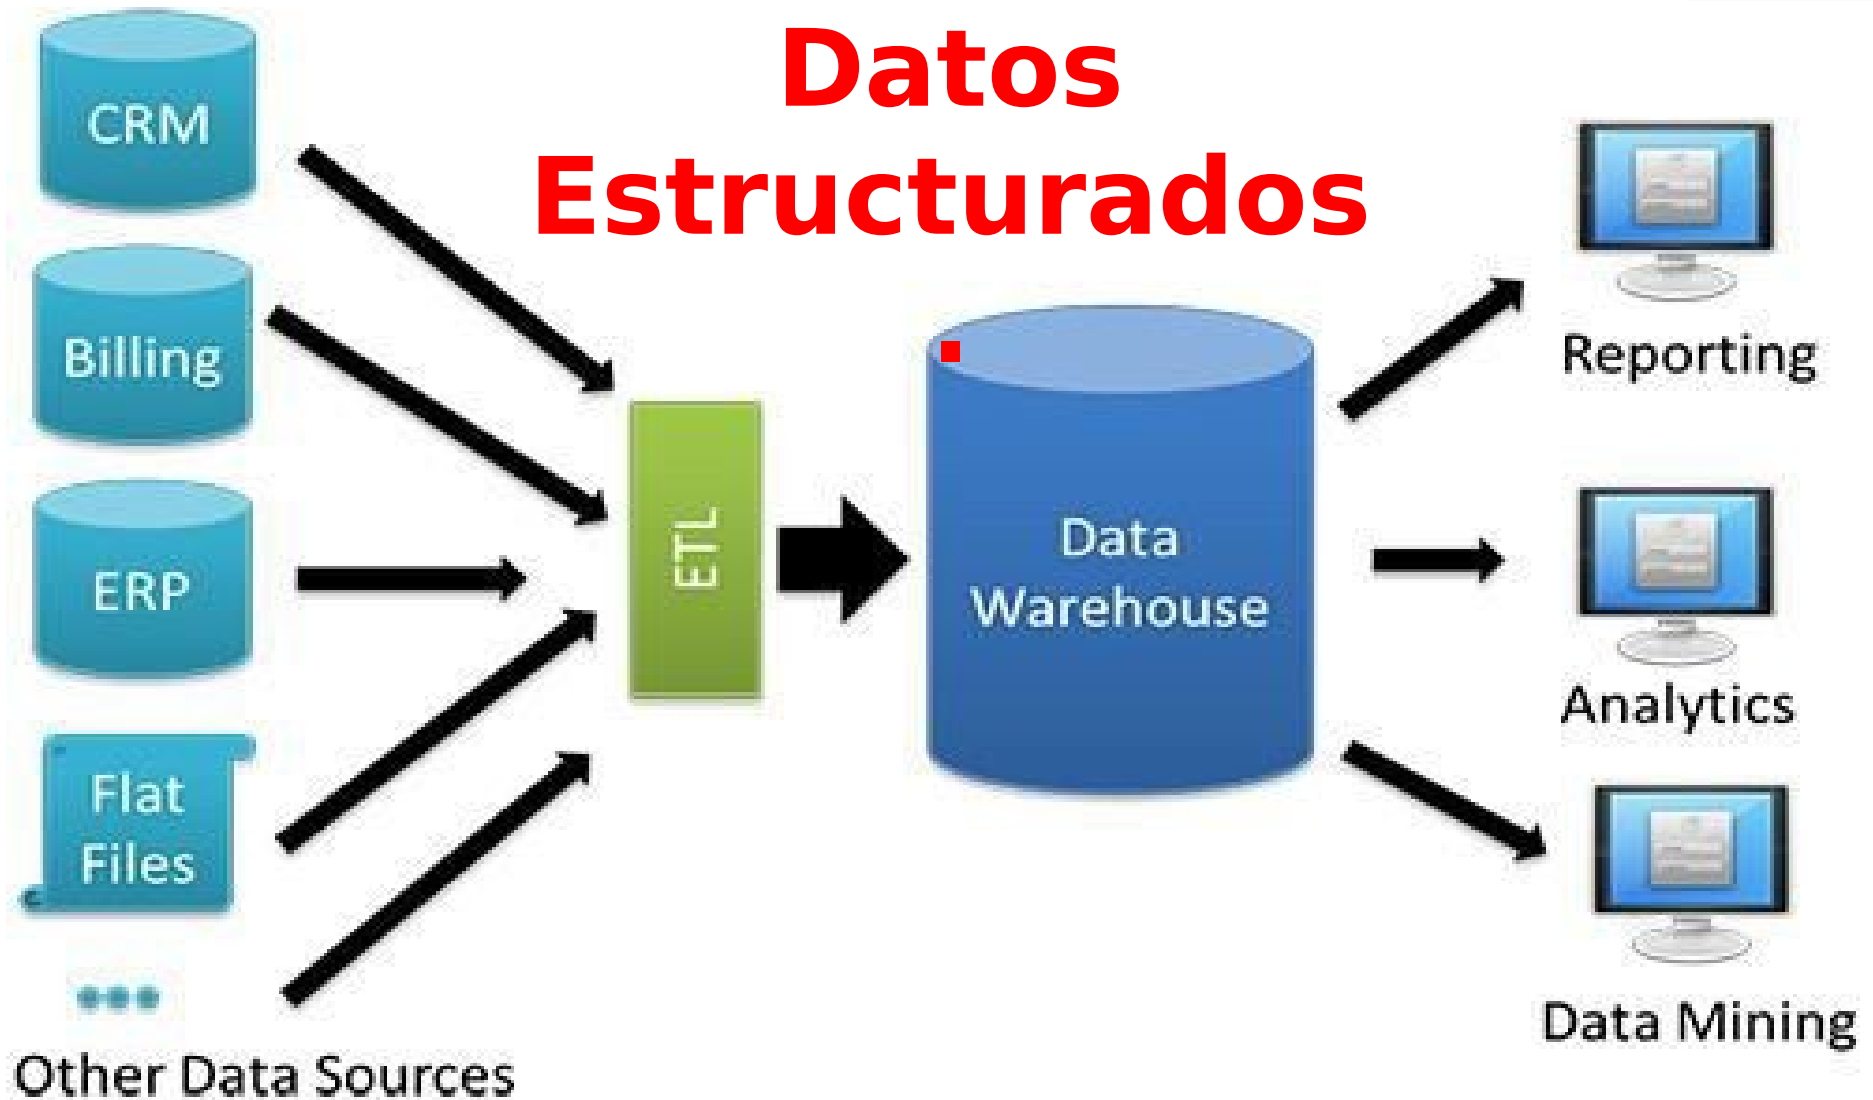 Datos
Estructurados
CRM
Billing
ERP
Flat
Files
Other Data Sources
ETL
Data
Warehouse
Reporting
Analytics
Data Mining